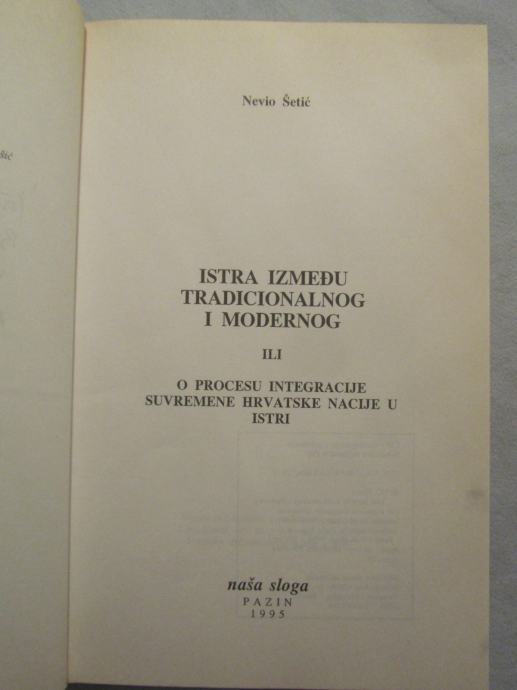 Nevio Šetić
ISTRA IZMEĐU
TRADICIONALNOG
I MODERNOG
ILI
O PROCESU INTEGRACIJE
SUVREMENE HRVATSKE NACIJE U
ISTRI
naša sloga
PAZIN
1995